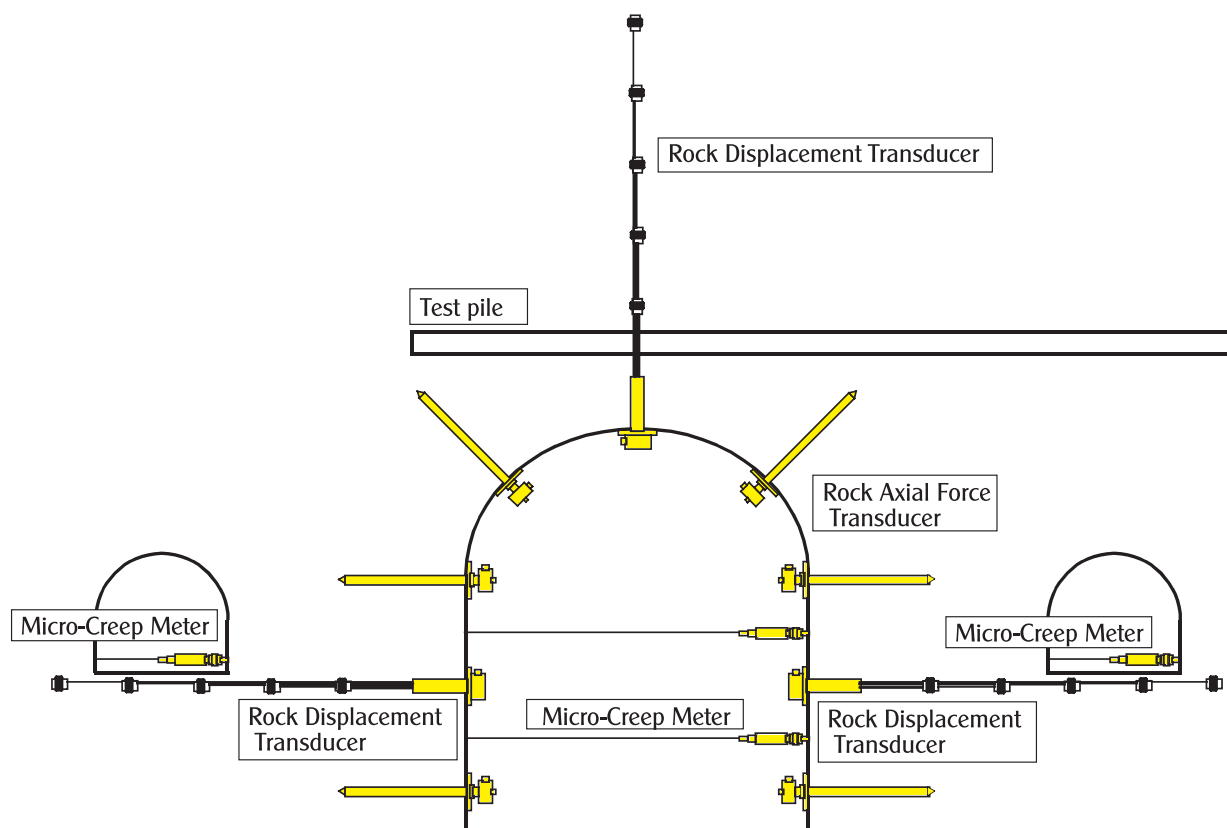 Rock Displacement Transducer
Test pile
Rock Axial Force
Transducer
Micro-Creep Meter
Micro-Creep Meter
Rock Displacement
Transducer
Micro-Creep Meter
Rock Displacement
Transducer